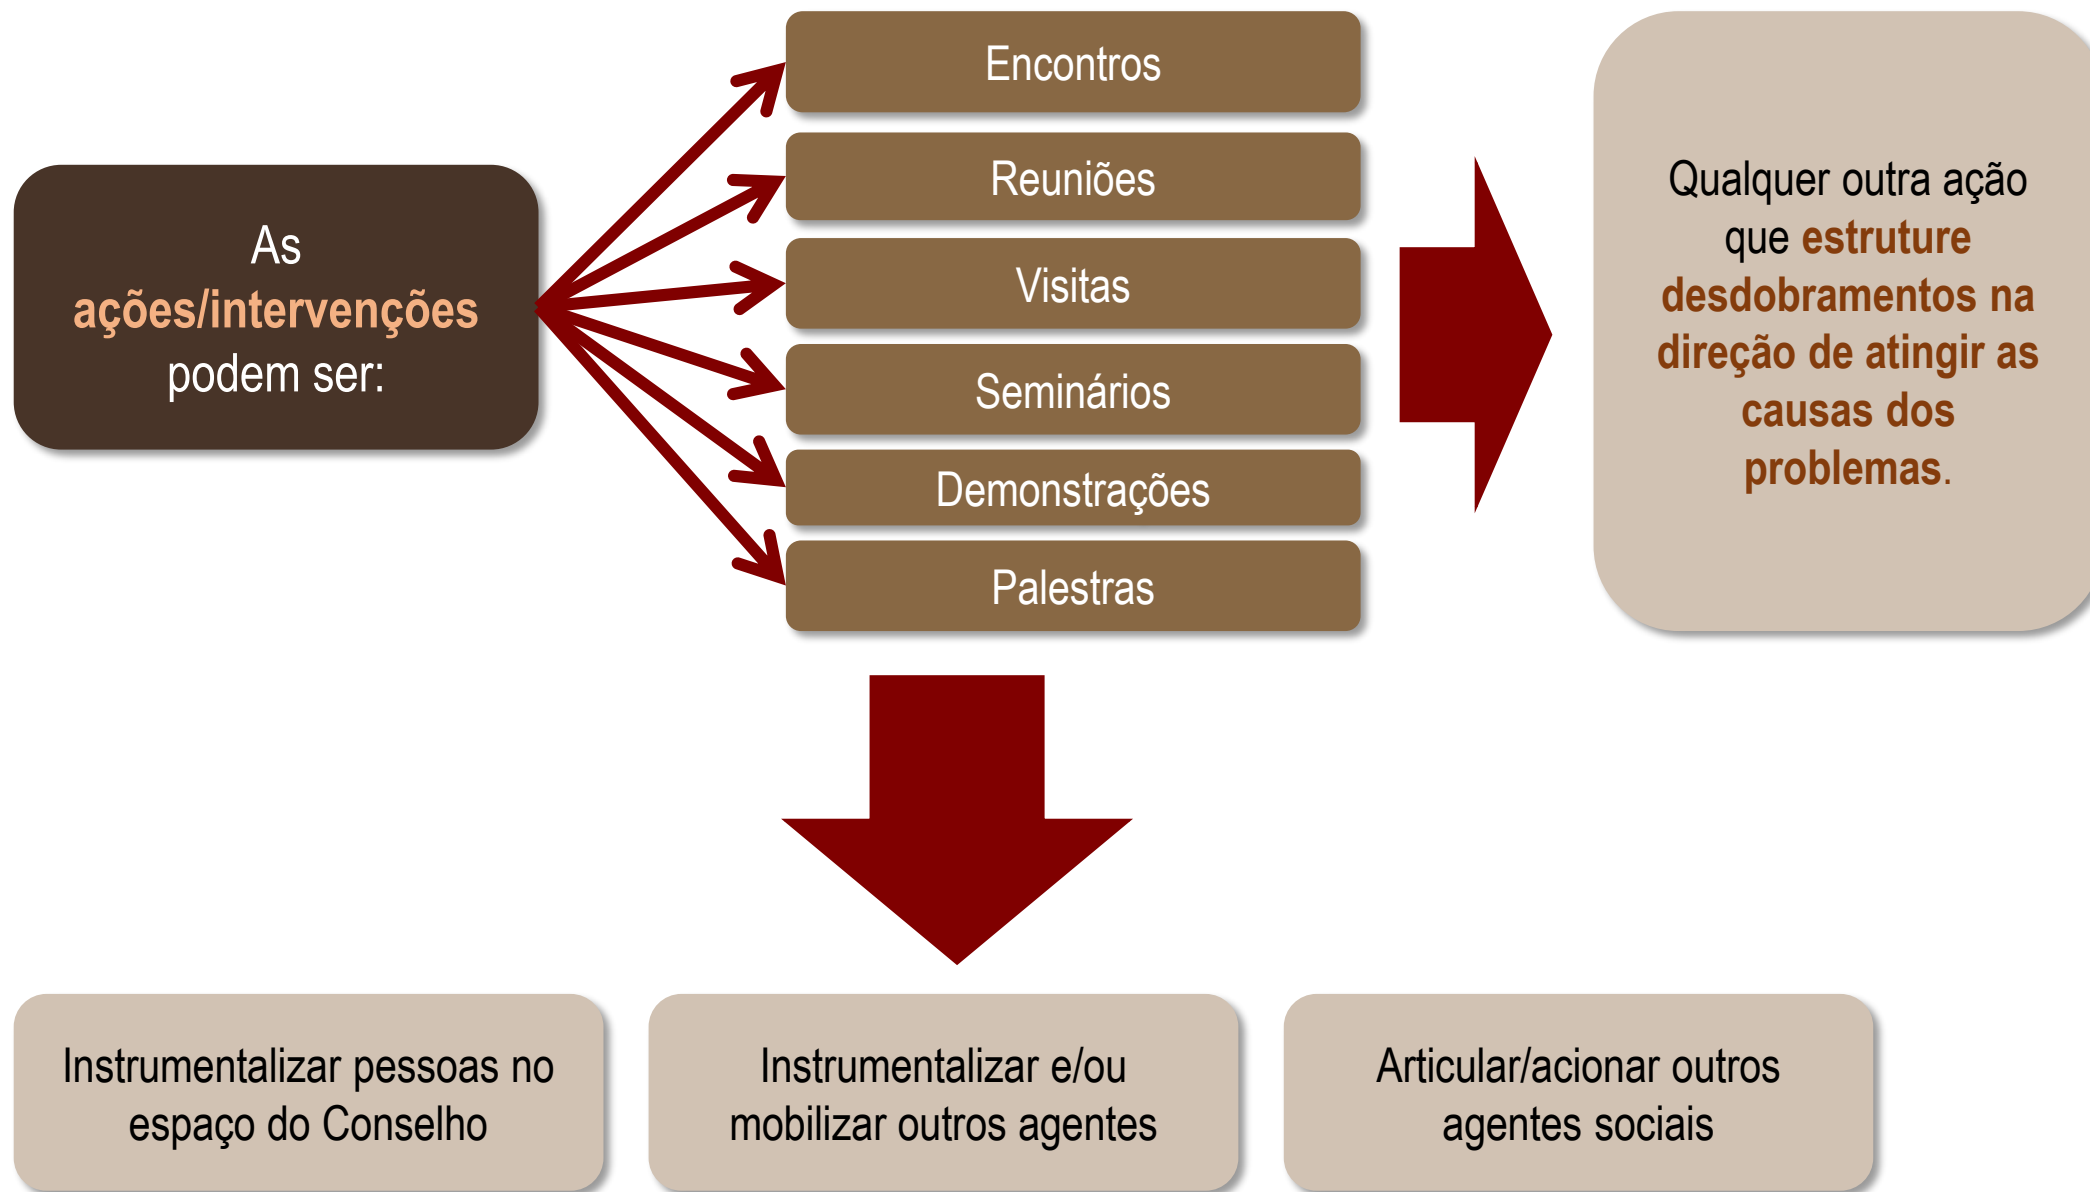 As
ações/intervenções
podem ser:
Encontros
Reuniões
Visitas
Seminários
Demonstrações
Palestras
Qualquer outra ação
que estruture
desdobramentos na
direção de atingir as
causas dos
problemas.
Instrumentalizar pessoas no
espaço do Conselho
Instrumentalizar e/ou
mobilizar outros agentes
Articular/acionar outros
agentes sociais